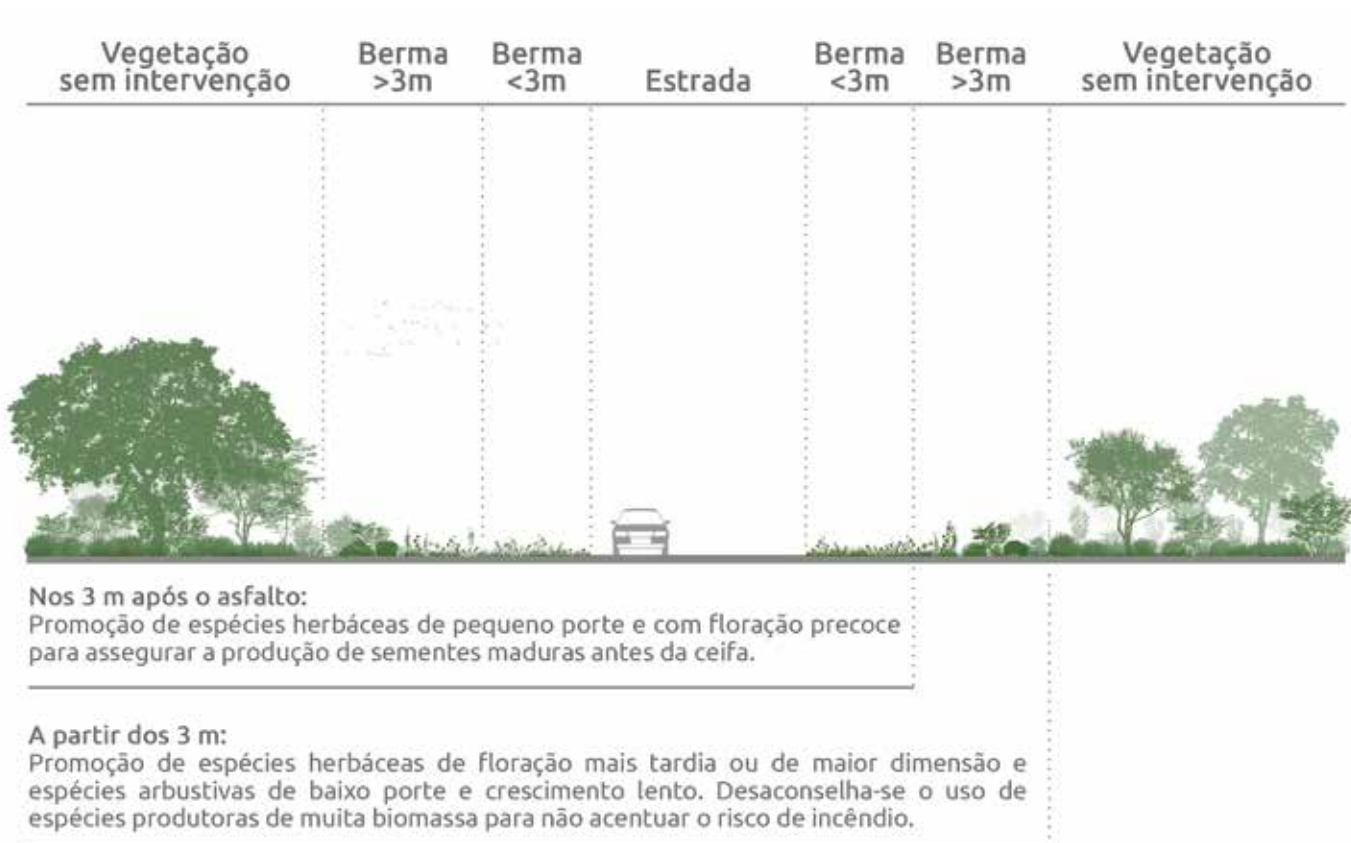 Vegetação
sem intervenção
Berma
>3m
Berma
<3m
Estrada
Berma
<3m
Berma
>3m
Vegetação
sem intervenção
Nos 3 m após o asfalto:
Promoção de espécies herbáceas de pequeno porte e com floração precoce
para assegurar a produção de sementes maduras antes da ceifa.
A partir dos 3 m:
Promoção de espécies herbáceas de floração mais tardia ou de maior dimensão e
espécies arbustivas de baixo porte e crescimento lento. Desaconselha-se o uso de
espécies produtoras de muita biomassa para não acentuar o risco de incêndio.